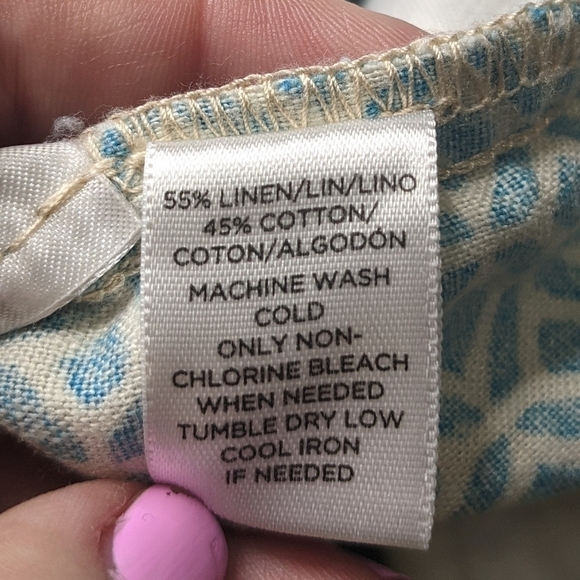 55% LINEN/LIN/LINO
45% COTTON/
COTON/ALGODÓN
MACHINE WASH
COLD
ONLY NON-
CHLORINE BLEACH
WHEN NEEDED
TUMBLE DRY LOW
COOL IRON
IF NEEDED